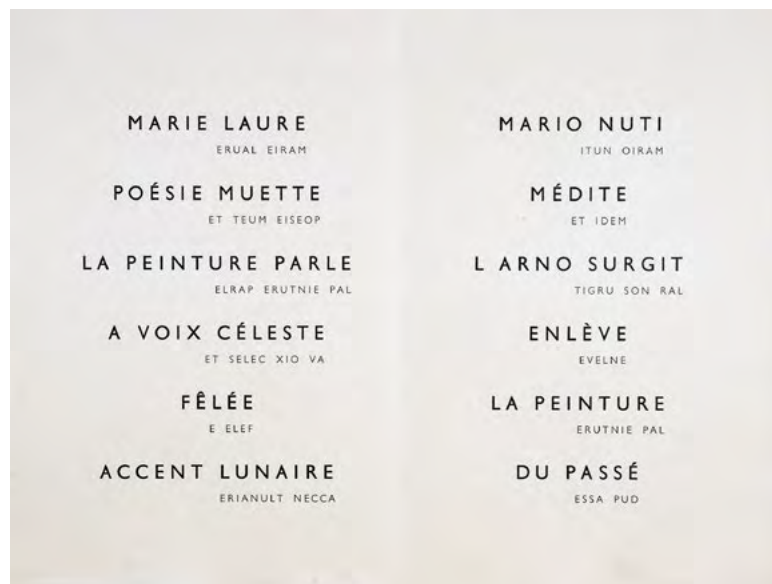 MARIE LAURE
ERUAL EIRAM
POÉSIE MUETTE
ET TEUM EISEOP
LA PEINTURE PARLE
ELRAP ERUTNIE PAL
A VOIX CÉLESTE
ET SELEC XIO VA
FÊLÉE
E ELEF
ACCENT LUNAIRE
ERIANULT NECCA
MARIO NUTI
ITUN OIRAM
MÉDITE
ET IDEM
L ARNO SURGIT
TIGRU SON RAL
ENLÈVE
EVELNE
LA PEINTURE
ERUTNIE PAL
DU PASSÉ
ESSA PUD